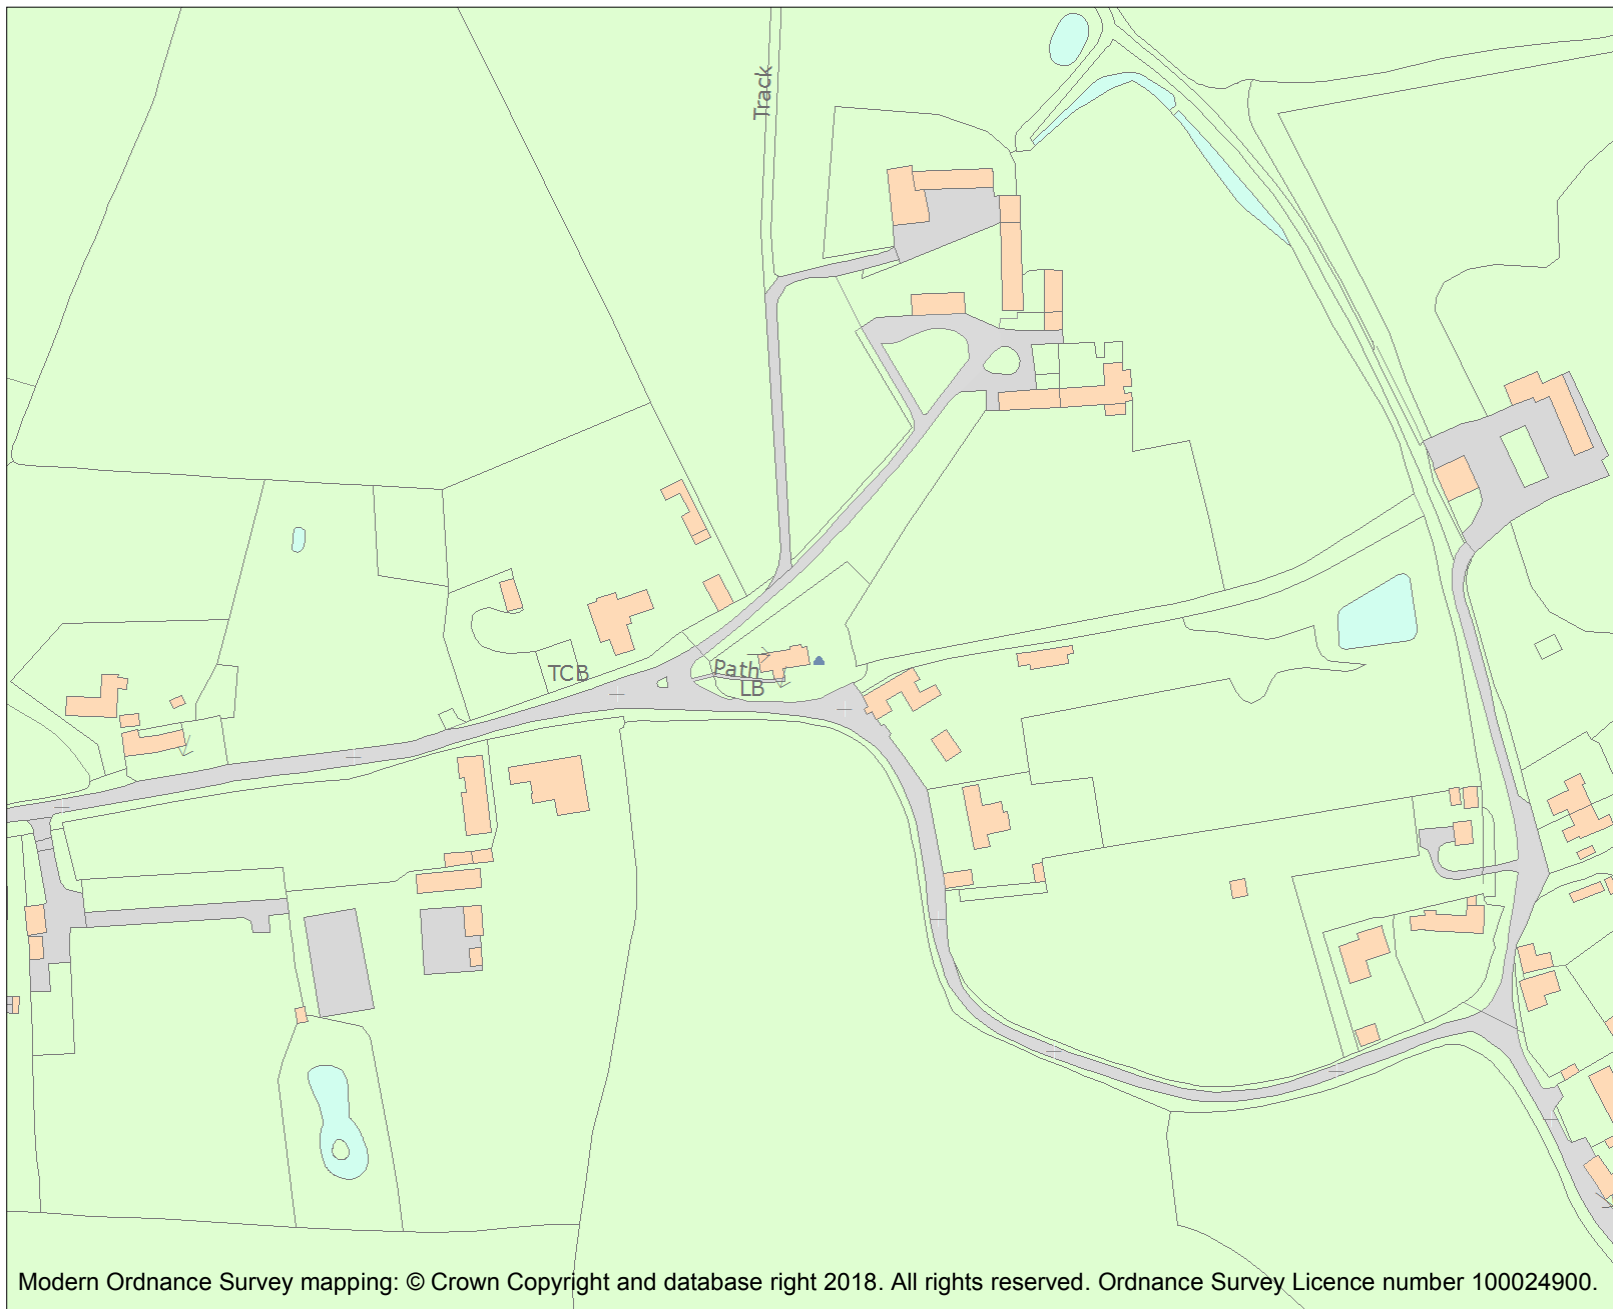 Track
TCB
Path
LB
Modern Ordnance Survey mapping: © Crown Copyright and database right 2018. All rights reserved. Ordnance Survey Licence number 100024900.